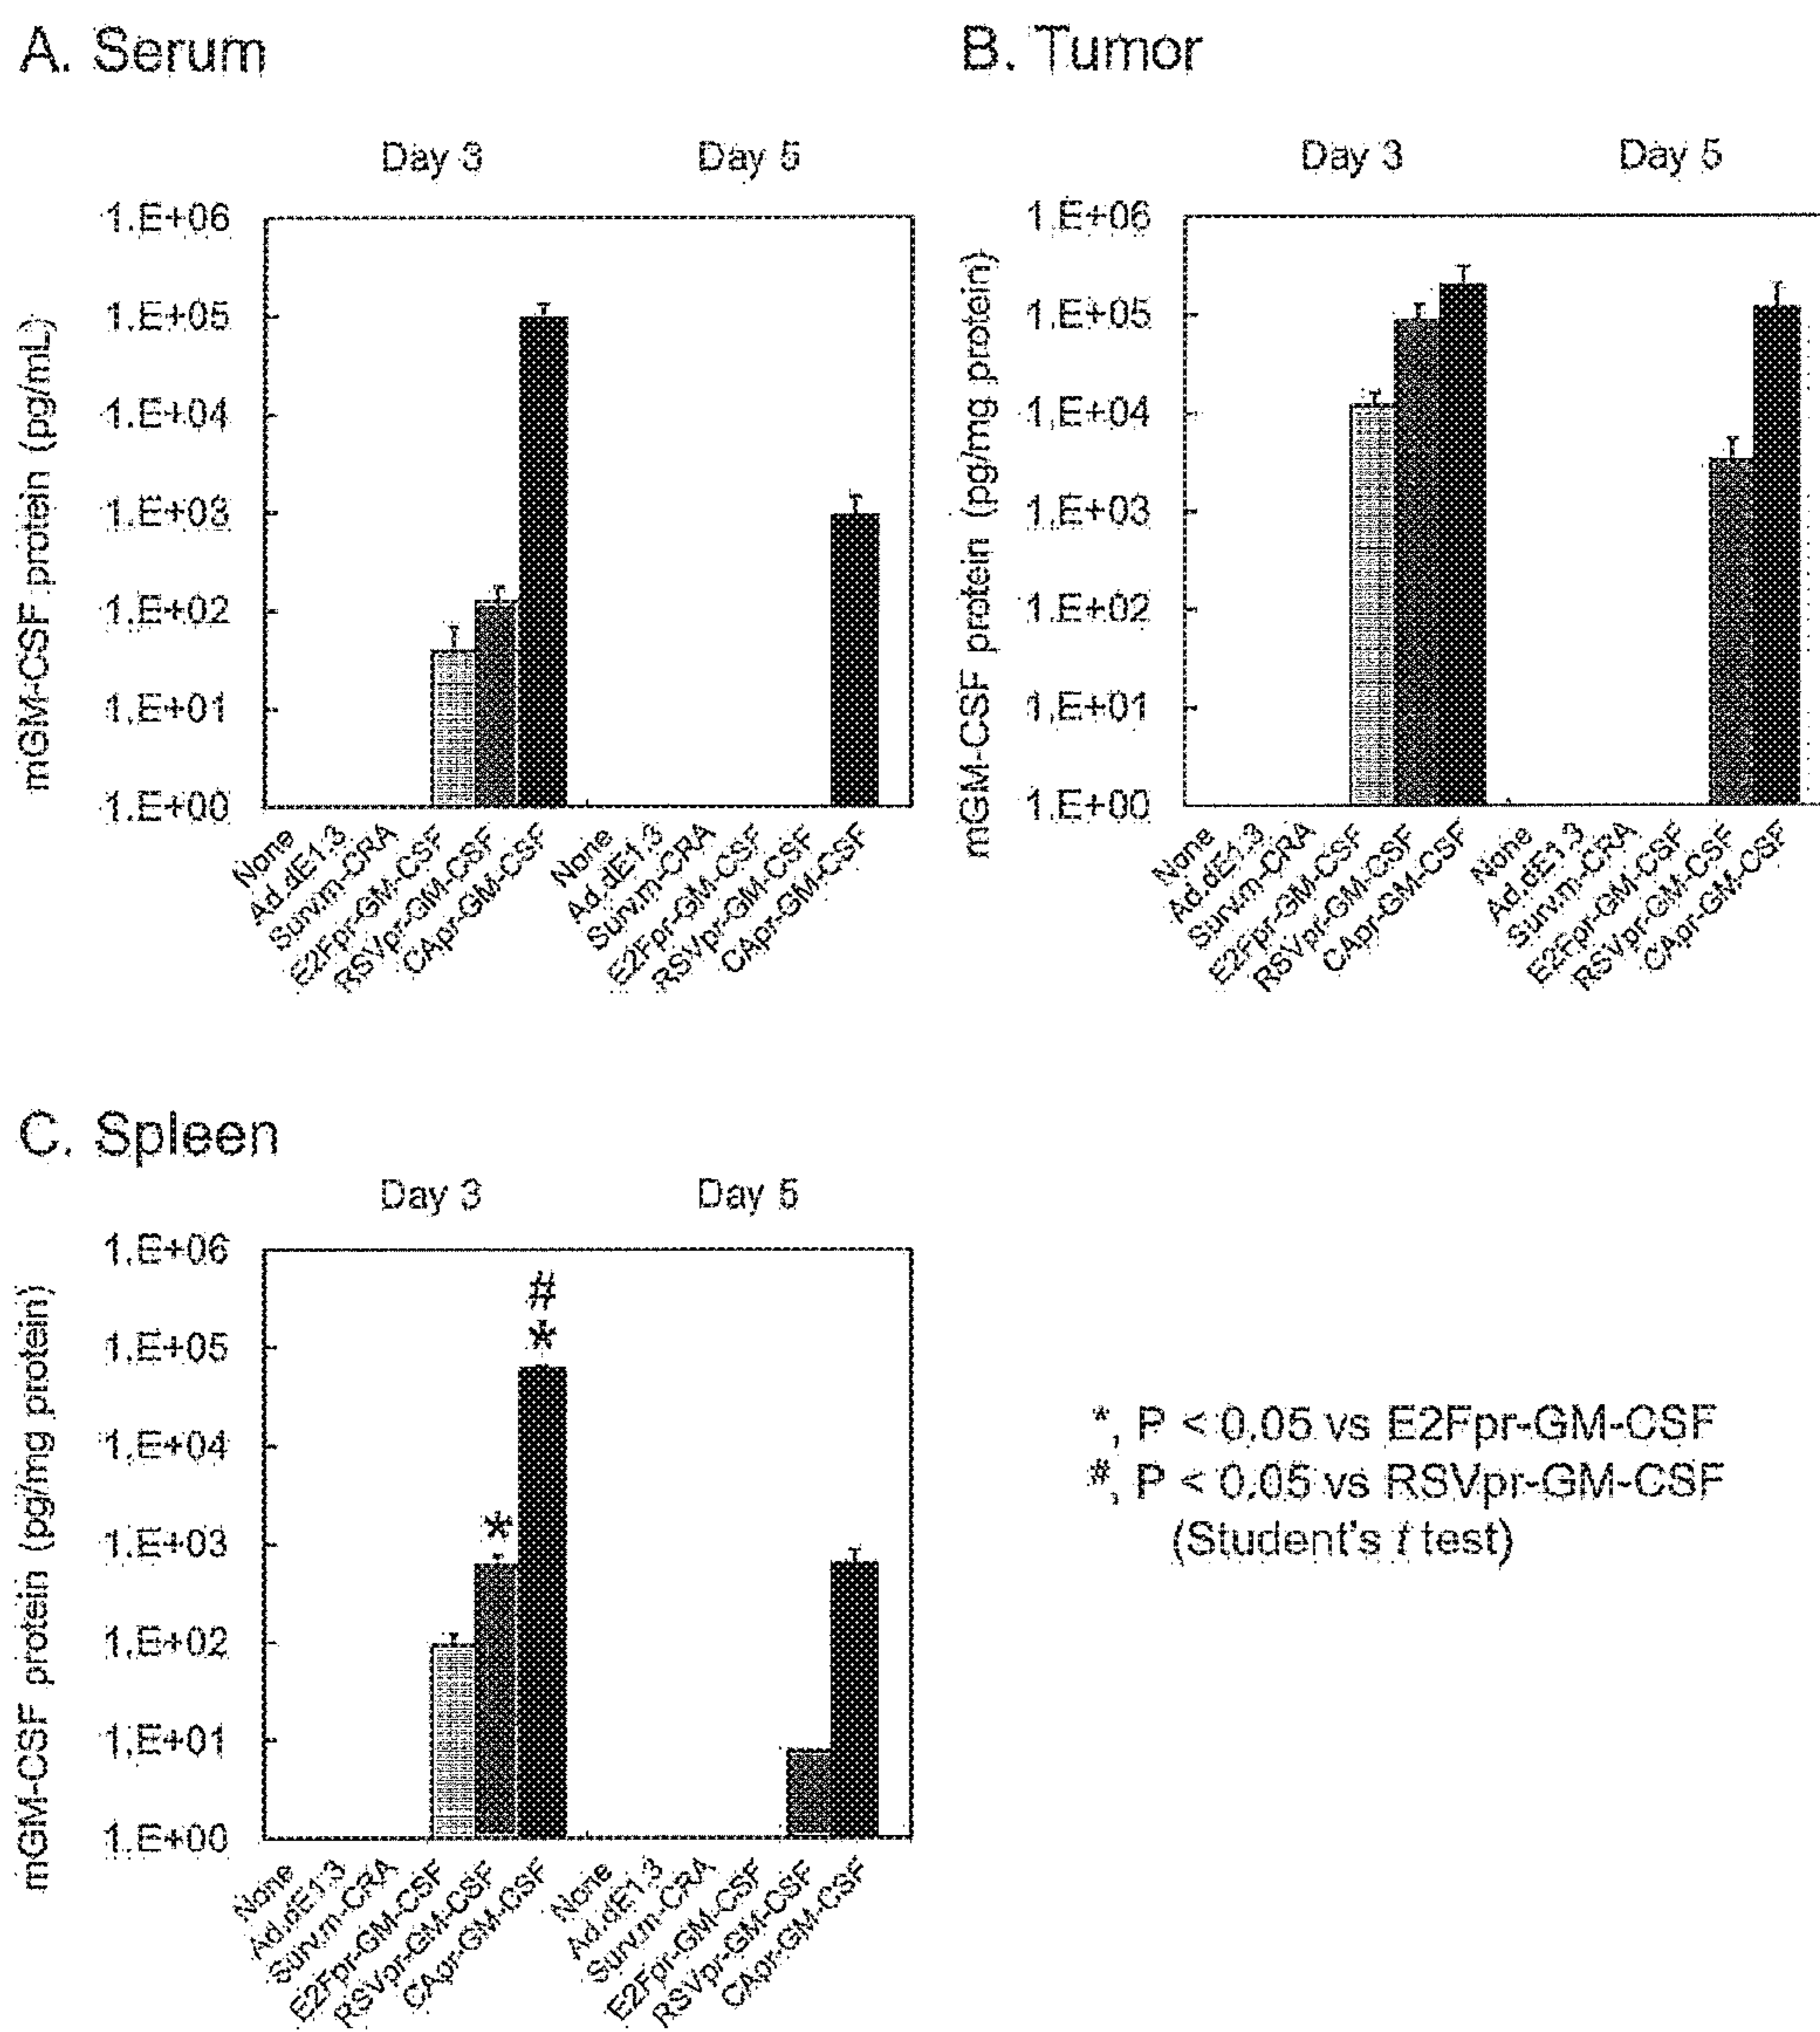 A. Serum
Day 3 Day 5
mGM-CSF protein (pg/mL)
1.E+06
1.E+05
1.E+04
1.E+03
1.E+02
1.E+01
1.E+00
None
Ad.dE1.3
Surv.m-CRA
E2Fpr-GM-CSF
RSVpr-GM-CSF
CApr-GM-CSF
None
Ad.dE1.3
Surv.m-CRA
E2Fpr-GM-CSF
RSVpr-GM-CSF
CApr-GM-CSF
B. Tumor
Day 3 Day 5
mGM-CSF protein (pg/mg protein)
1.E+06
1.E+05
1.E+04
1.E+03
1.E+02
1.E+01
1.E+00
None
Ad.dE1.3
Surv.m-CRA
E2Fpr-GM-CSF
RSVpr-GM-CSF
CApr-GM-CSF
None
Ad.dE1.3
Surv.m-CRA
E2Fpr-GM-CSF
RSVpr-GM-CSF
CApr-GM-CSF
C. Spleen
Day 3 Day 5
mGM-CSF protein (pg/mg protein)
1.E+06
1.E+05
1.E+04
1.E+03
1.E+02
1.E+01
1.E+00
#
*
*
None
Ad.dE1.3
Surv.m-CRA
E2Fpr-GM-CSF
RSVpr-GM-CSF
CApr-GM-CSF
None
Ad.dE1.3
Surv.m-CRA
E2Fpr-GM-CSF
RSVpr-GM-CSF
CApr-GM-CSF
*, P < 0.05 vs E2Fpr-GM-CSF
#, P < 0.05 vs RSVpr-GM-CSF
(Student's t test)